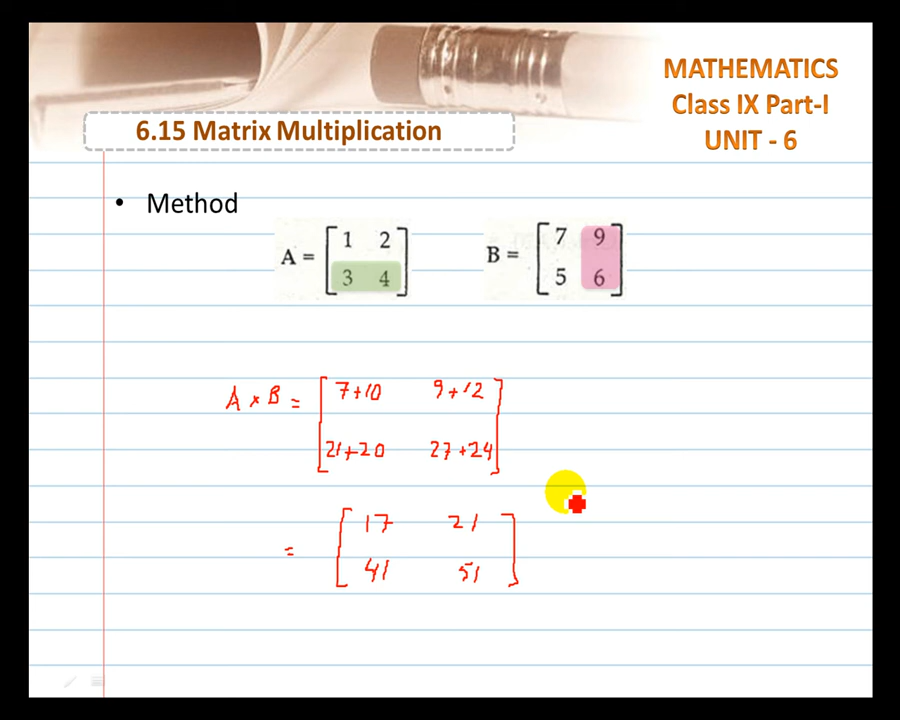 MATHEMATICS
Class IX Part-I
UNIT - 6
6.15 Matrix Multiplication
• Method
A = [ 1 2
3 4 ]
B = [ 7 9
5 6 ]
A × B = [ 7+10 9+12
21+20 27+24 ]
= [ 17 21
41 51 ]